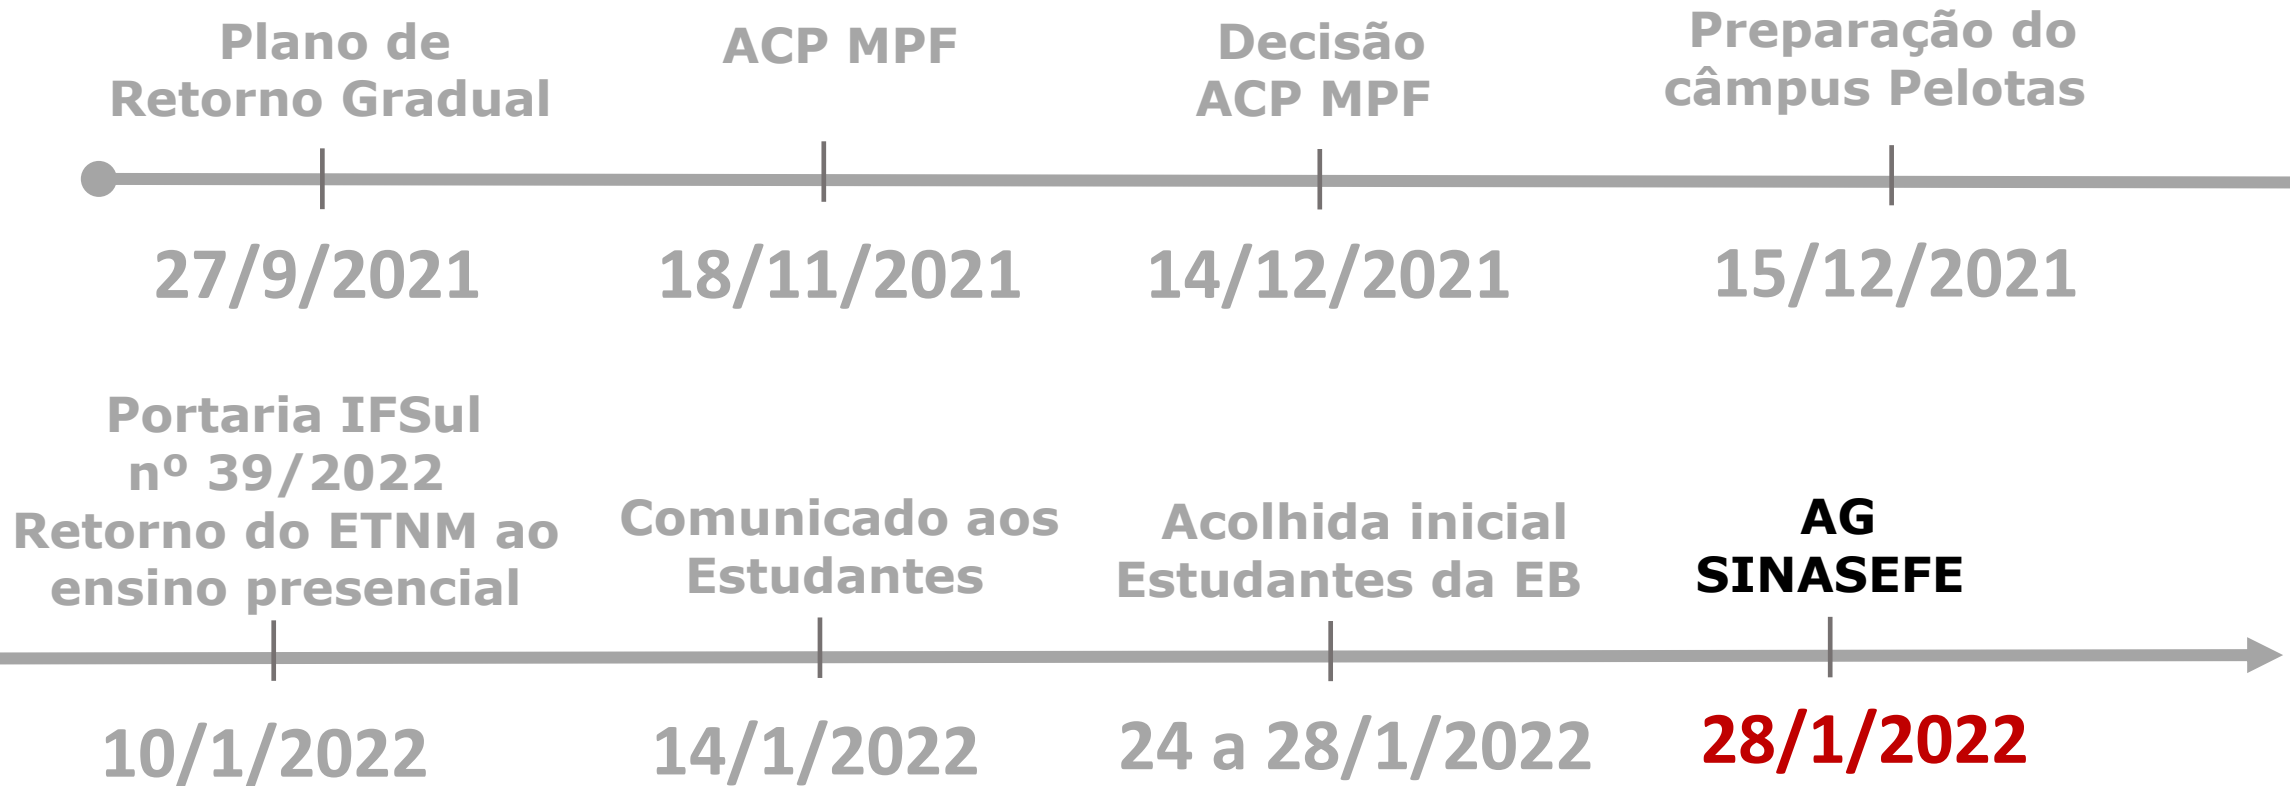 Plano de
Retorno Gradual
27/9/2021
ACP MPF
18/11/2021
Decisão
ACP MPF
14/12/2021
Preparação do
câmpus Pelotas
15/12/2021
Portaria IFSul
nº 39/2022
Retorno do ETNM ao
ensino presencial
10/1/2022
Comunicado aos
Estudantes
14/1/2022
Acolhida inicial
Estudantes da EB
24 a 28/1/2022
AG
SINASEFE
28/1/2022